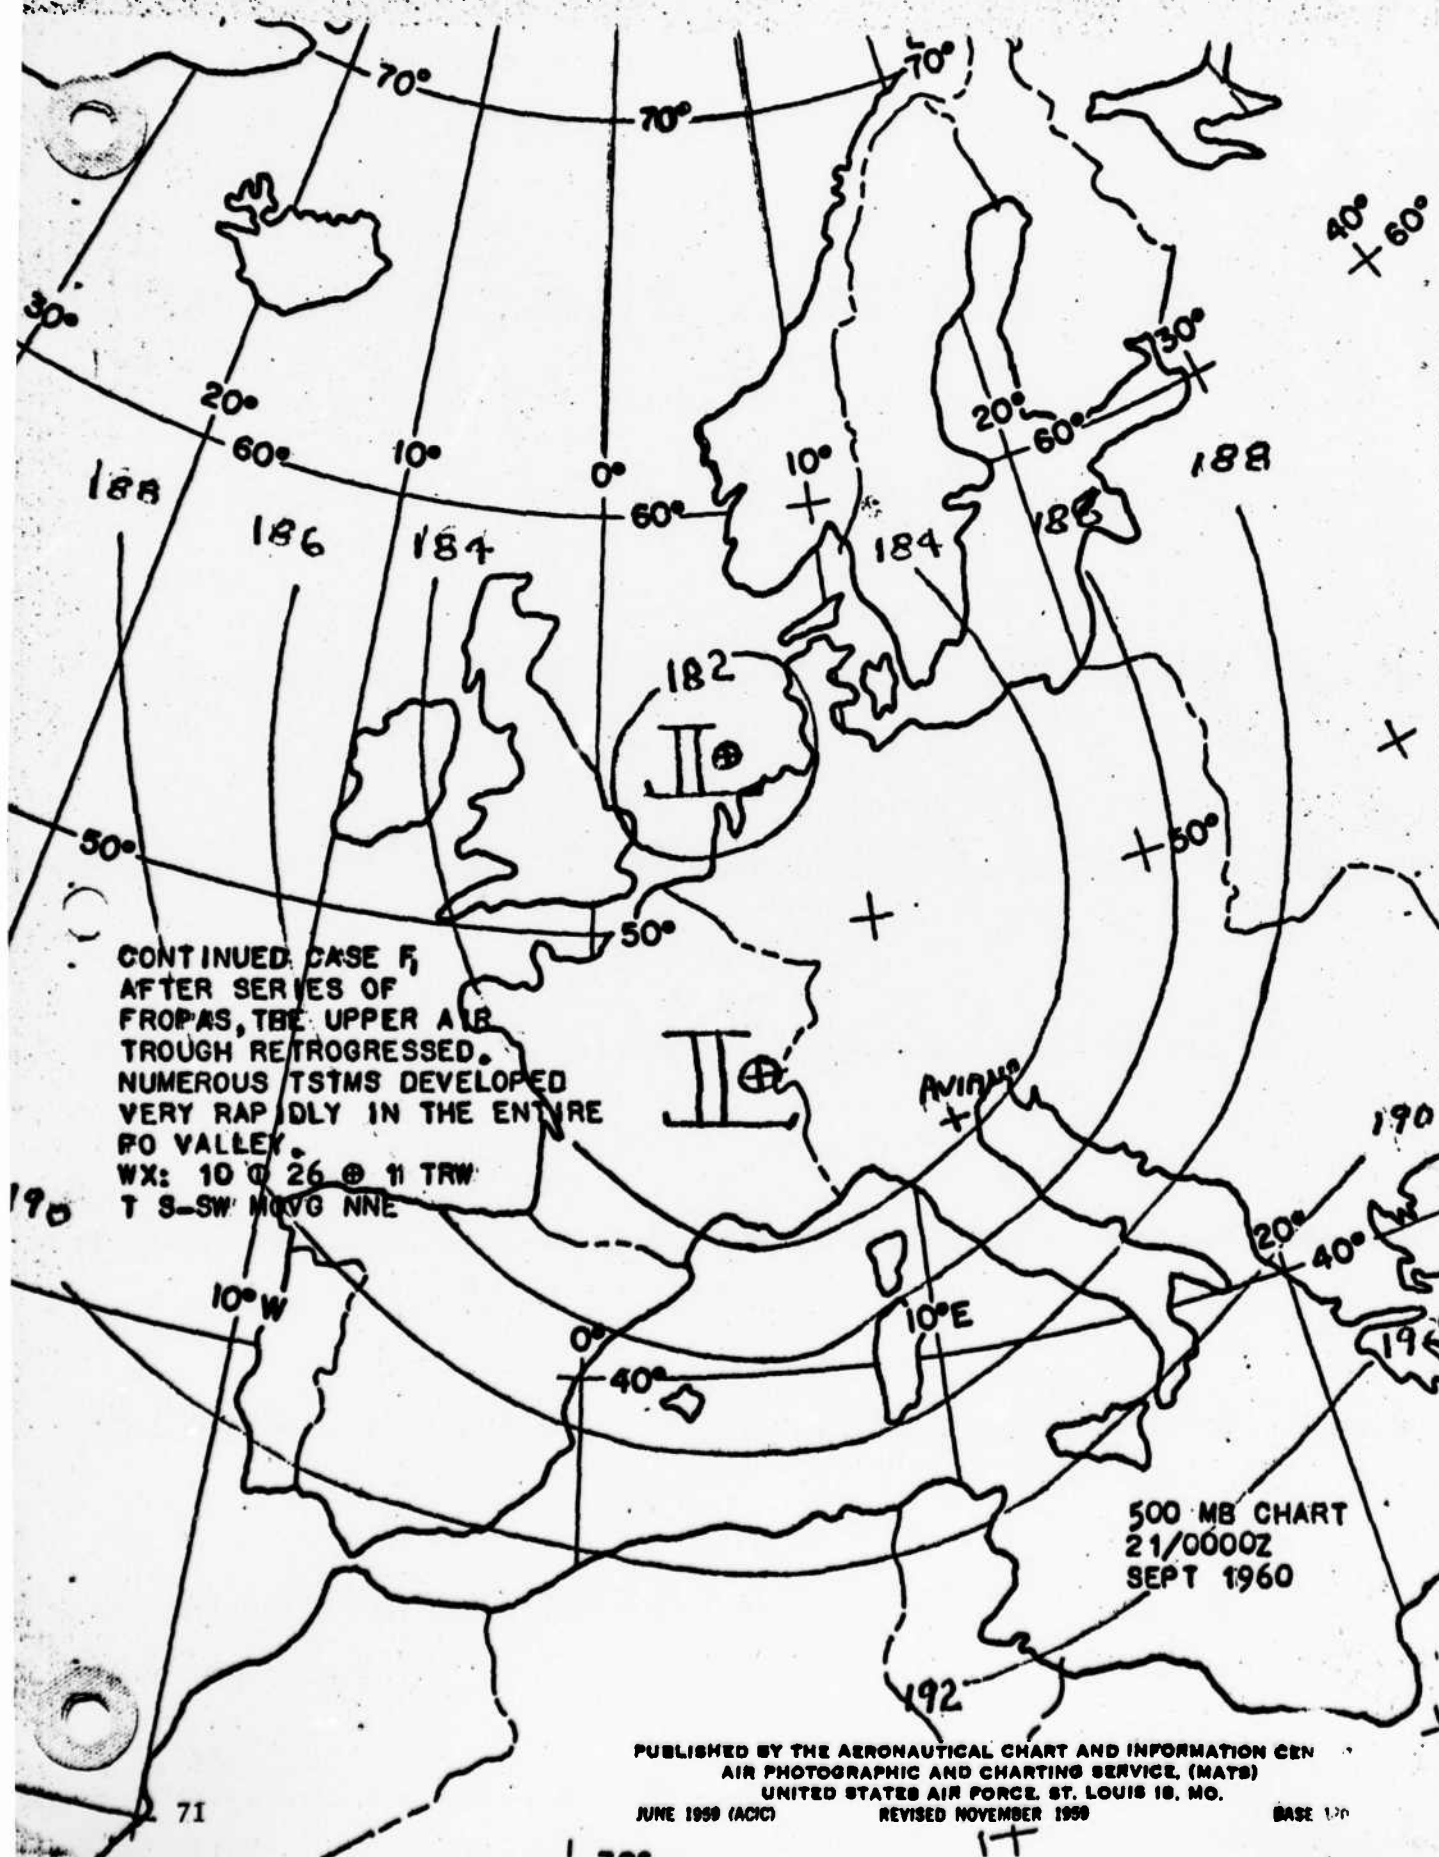 70°
70°
70°
40°
60°
30°
30°
20°
60°
10°
0°
60°
10°
20°
60°
188
188
186
184
184
182
50°
50°
50°
CONTINUED CASE F,
AFTER SERIES OF
FROPAS, TBE UPPER AIR
TROUGH RETROGRESSED.
NUMEROUS TSTMS DEVELOPED
VERY RAPIDLY IN THE ENTIRE
PO VALLEY.
WX: 10 ⦶ 26 ⊕ 11 TRW
T S-SW MOVG NNE
AVIANO
190
190
10°W
0°
40°
10°E
20°
40°
500 MB CHART
21/0000Z
SEPT 1960
192
PUBLISHED BY THE AERONAUTICAL CHART AND INFORMATION CEN
AIR PHOTOGRAPHIC AND CHARTING SERVICE, (MATS)
UNITED STATES AIR FORCE, ST. LOUIS 18, MO.
JUNE 1959 (ACIC) REVISED NOVEMBER 1959 BASE
71